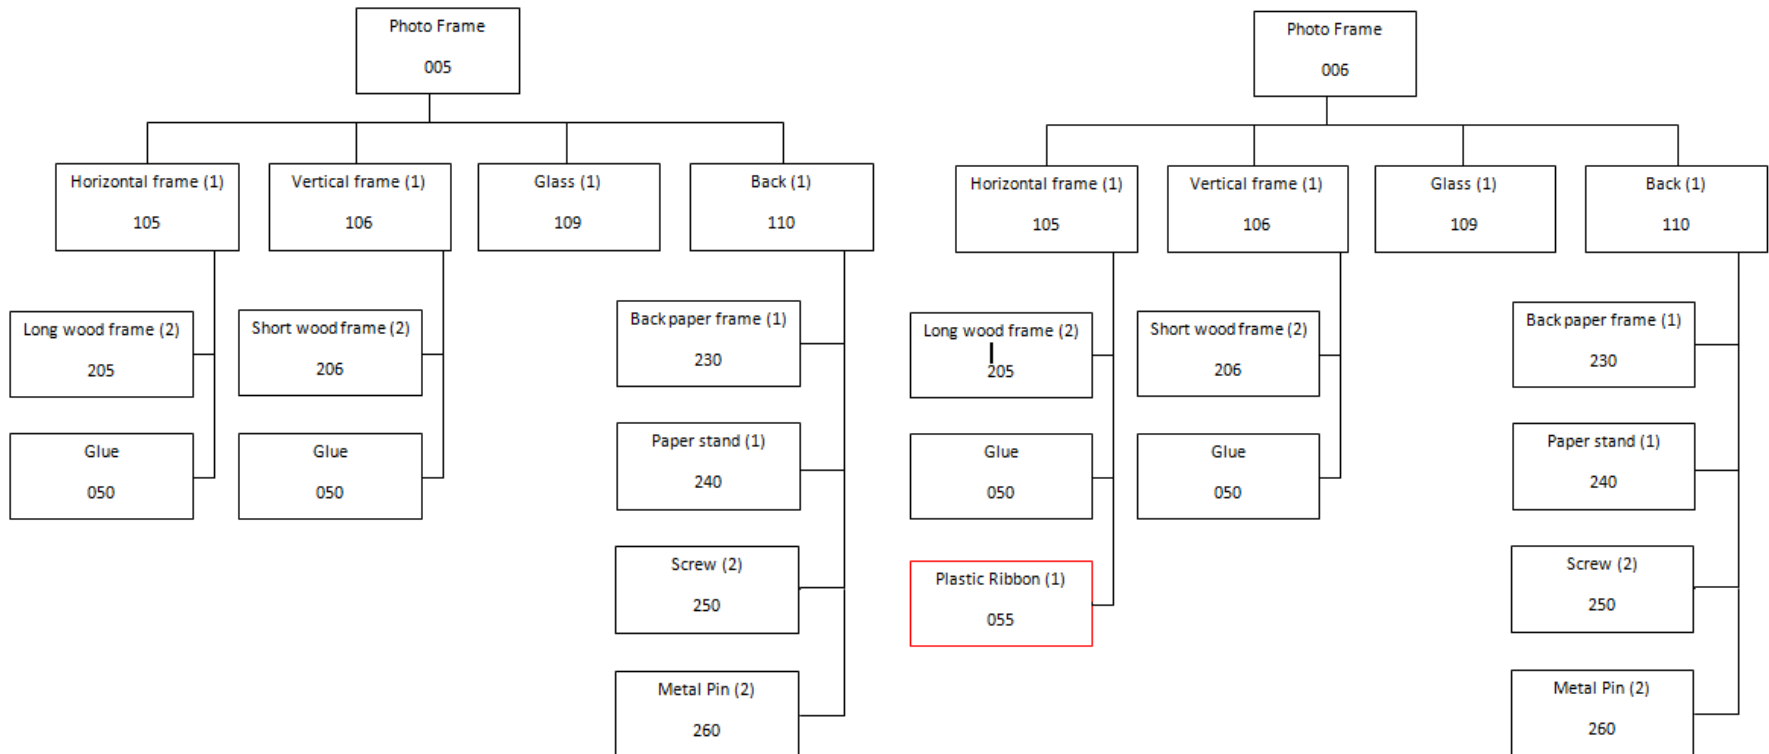 Photo Frame
005
Horizontal frame (1)
105
Vertical frame (1)
106
Glass (1)
109
Back (1)
110
Long wood frame (2)
205
Short wood frame (2)
206
Back paper frame (1)
230
Glue
050
Glue
050
Paper stand (1)
240
Screw (2)
250
Metal Pin (2)
260
Photo Frame
006
Horizontal frame (1)
105
Vertical frame (1)
106
Glass (1)
109
Back (1)
110
Long wood frame (2)
205
Short wood frame (2)
206
Back paper frame (1)
230
Glue
050
Glue
050
Paper stand (1)
240
Plastic Ribbon (1)
055
Screw (2)
250
Metal Pin (2)
260